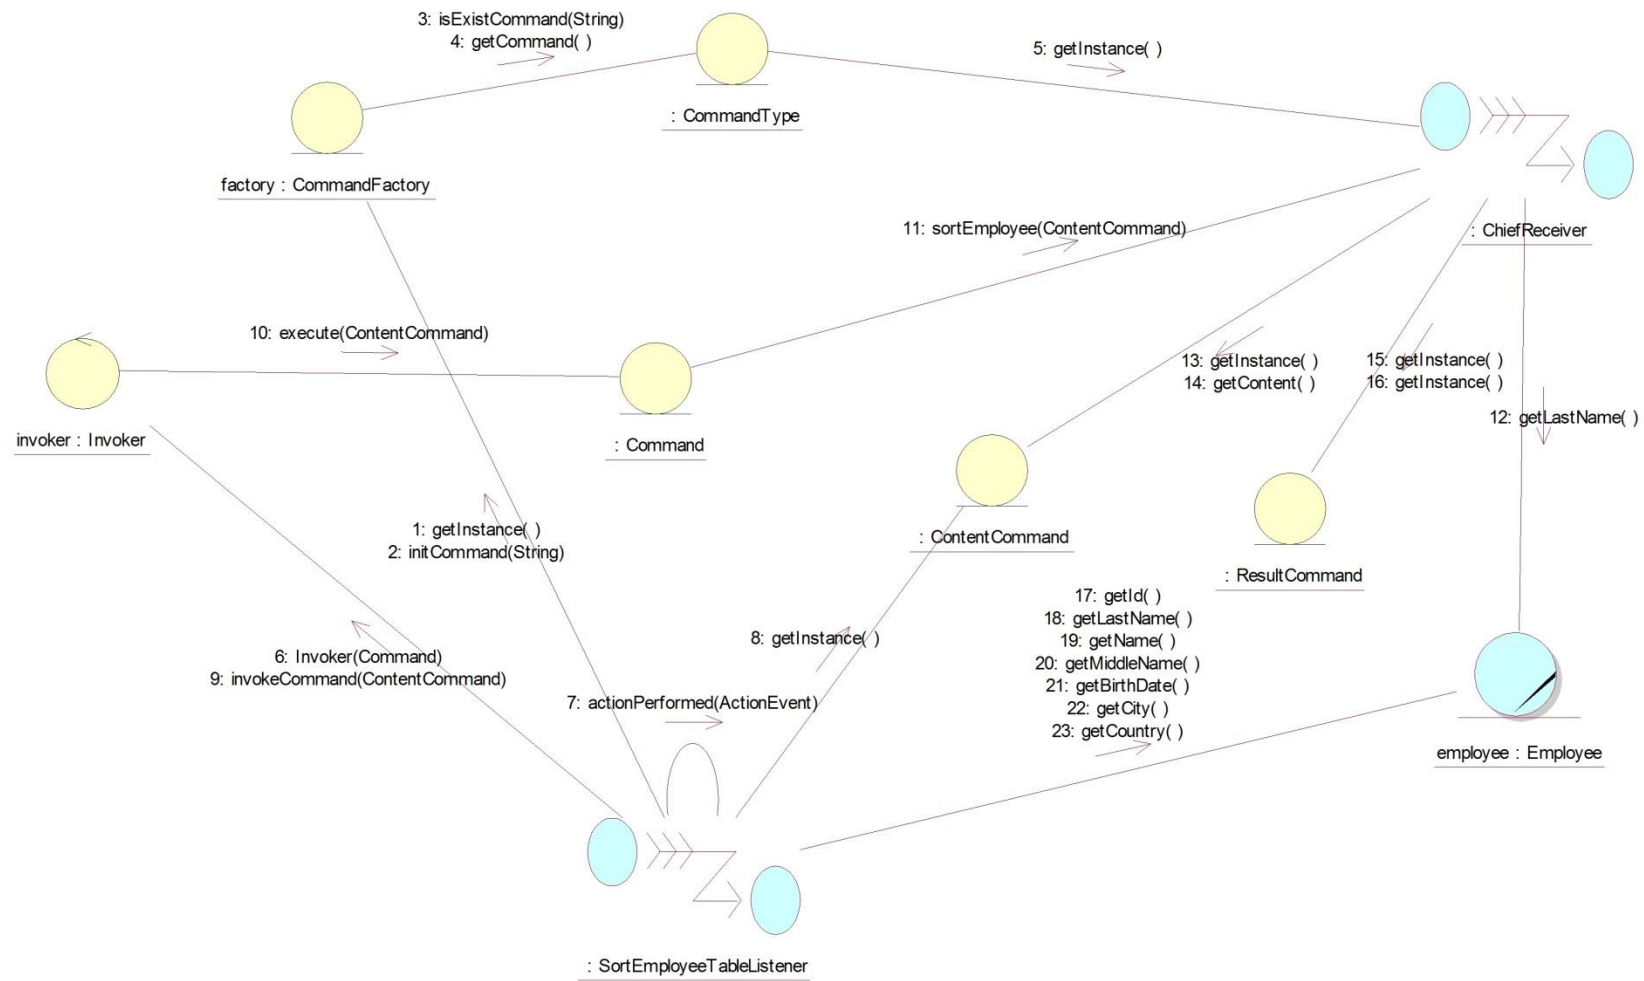 3: isExistCommand(String)
4: getCommand( )
5: getInstance( )
: CommandType
factory : CommandFactory
11: sortEmployee(ContentCommand)
: ChiefReceiver
10: execute(ContentCommand)
13: getInstance( )
14: getContent( )
15: getInstance( )
16: getInstance( )
12: getLastName( )
invoker : Invoker
: Command
1: getInstance( )
2: initCommand(String)
: ContentCommand
: ResultCommand
17: getId( )
18: getLastName( )
19: getName( )
20: getMiddleName( )
21: getBirthDate( )
22: getCity( )
23: getCountry( )
8: getInstance( )
6: Invoker(Command)
9: invokeCommand(ContentCommand)
7: actionPerformed(ActionEvent)
employee : Employee
: SortEmployeeTableListener